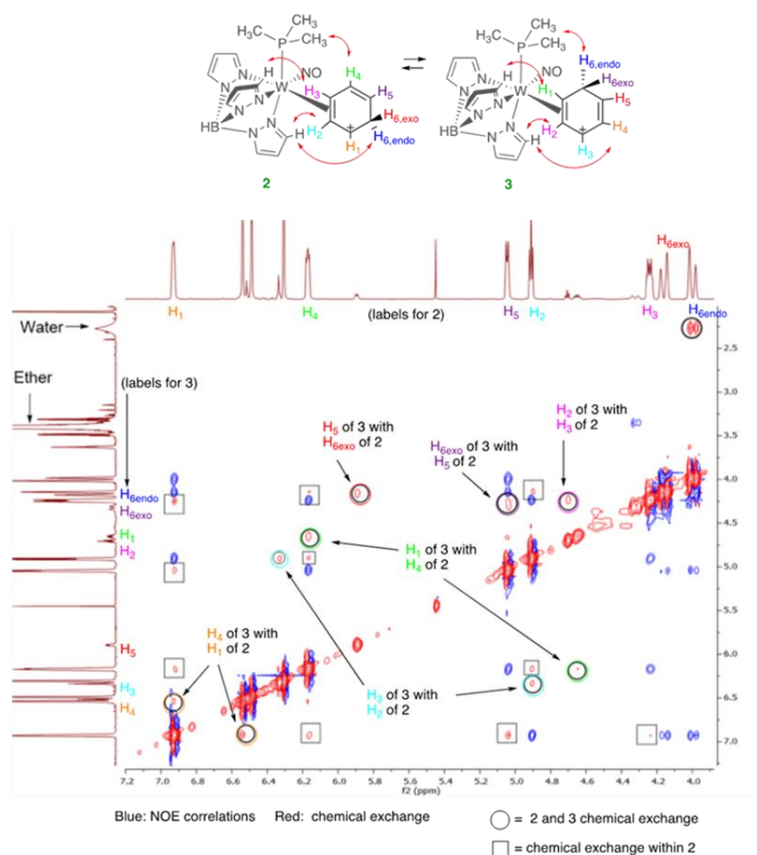 CH₃
H₃C
CH₃
P
H₄
NO
H
W
H₃
H₅
N
N
N
N
N
N
H₆,exo
H₂
H
H₆,endo
HB
H₁
2
CH₃
H₃C
CH₃
P
H₆,endo
NO
H
H₆exo
W
H₁
H₅
N
N
N
N
N
N
H₄
H₂
H
HB
H₃
3
H₆exo
H₁
H₄
(labels for 2)
H₅
H₂
H₃
H₆endo
Water
Ether
(labels for 3)
H₆endo
H₆exo
H₁
H₂
H₅
H₃
H₄
H₅ of 3 with
H₆exo of 2
H₆exo of 3 with
H₅ of 2
H₂ of 3 with
H₃ of 2
H₁ of 3 with
H₄ of 2
H₄ of 3 with
H₁ of 2
H₃ of 3 with
H₂ of 2
2.5
3.0
3.5
4.0
4.5
5.0
5.5
6.0
6.5
7.0
7.2 7.0 6.8 6.6 6.4 6.2 6.0 5.8 5.6 5.4 5.2 5.0 4.8 4.6 4.4 4.2 4.0
f2 (ppm)
Blue: NOE correlations Red: chemical exchange
= 2 and 3 chemical exchange
= chemical exchange within 2